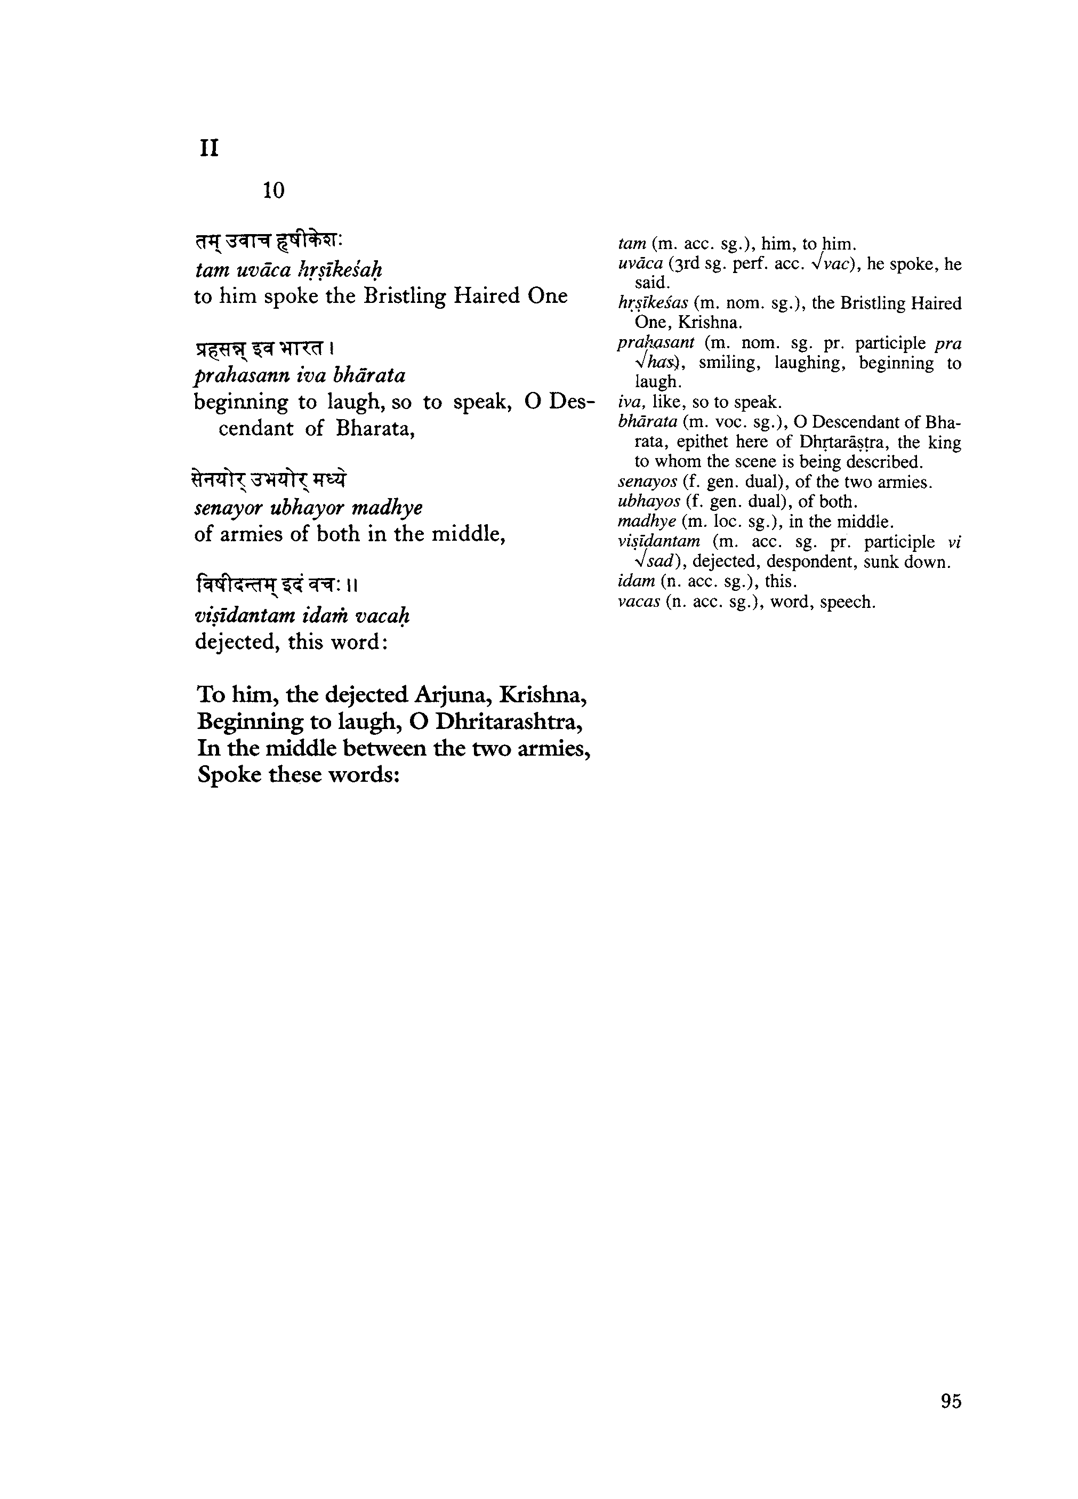 II
10
तम् उवाच हृषीकेशः
tam uvāca hṛṣīkeśaḥ
to him spoke the Bristling Haired One
प्रहसन्न् इव भारत ।
prahasann iva bhārata
beginning to laugh, so to speak, O Des-
cendant of Bharata,
सेनयोर् उभयोर् मध्ये
senayor ubhayor madhye
of armies of both in the middle,
विषीदन्तम् इदं वचः ॥
viṣīdantam idaṁ vacaḥ
dejected, this word:
To him, the dejected Arjuna, Krishna,
Beginning to laugh, O Dhritarashtra,
In the middle between the two armies,
Spoke these words:
tam (m. acc. sg.), him, to him.
uvāca (3rd sg. perf. acc. √vac), he spoke, he
said.
hṛṣīkeśas (m. nom. sg.), the Bristling Haired
One, Krishna.
prahasant (m. nom. sg. pr. participle pra
√has), smiling, laughing, beginning to
laugh.
iva, like, so to speak.
bhārata (m. voc. sg.), O Descendant of Bha-
rata, epithet here of Dhṛtarāṣṭra, the king
to whom the scene is being described.
senayos (f. gen. dual), of the two armies.
ubhayos (f. gen. dual), of both.
madhye (m. loc. sg.), in the middle.
viṣīdantam (m. acc. sg. pr. participle vi
√sad), dejected, despondent, sunk down.
idam (n. acc. sg.), this.
vacas (n. acc. sg.), word, speech.
95